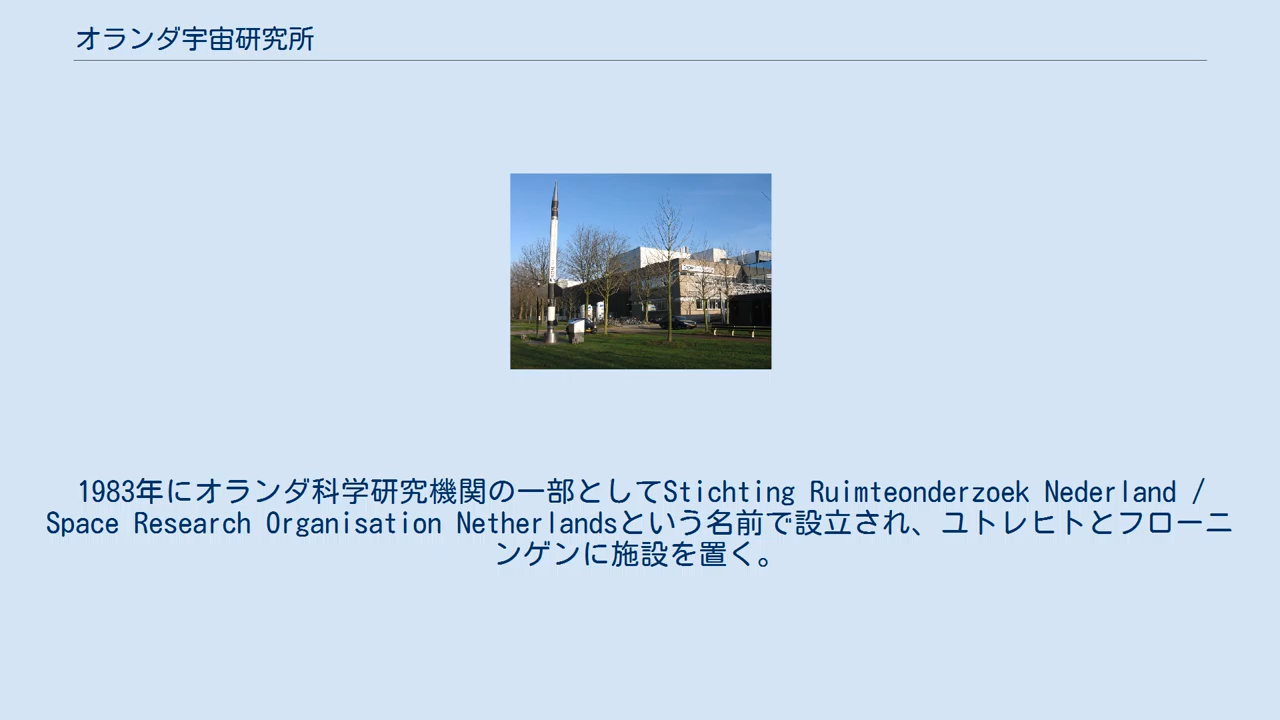 オランダ宇宙研究所
1983年にオランダ科学研究機関の一部としてStichting Ruimteonderzoek Nederland /
Space Research Organisation Netherlandsという名前で設立され、ユトレヒトとフローニ
ンゲンに施設を置く。